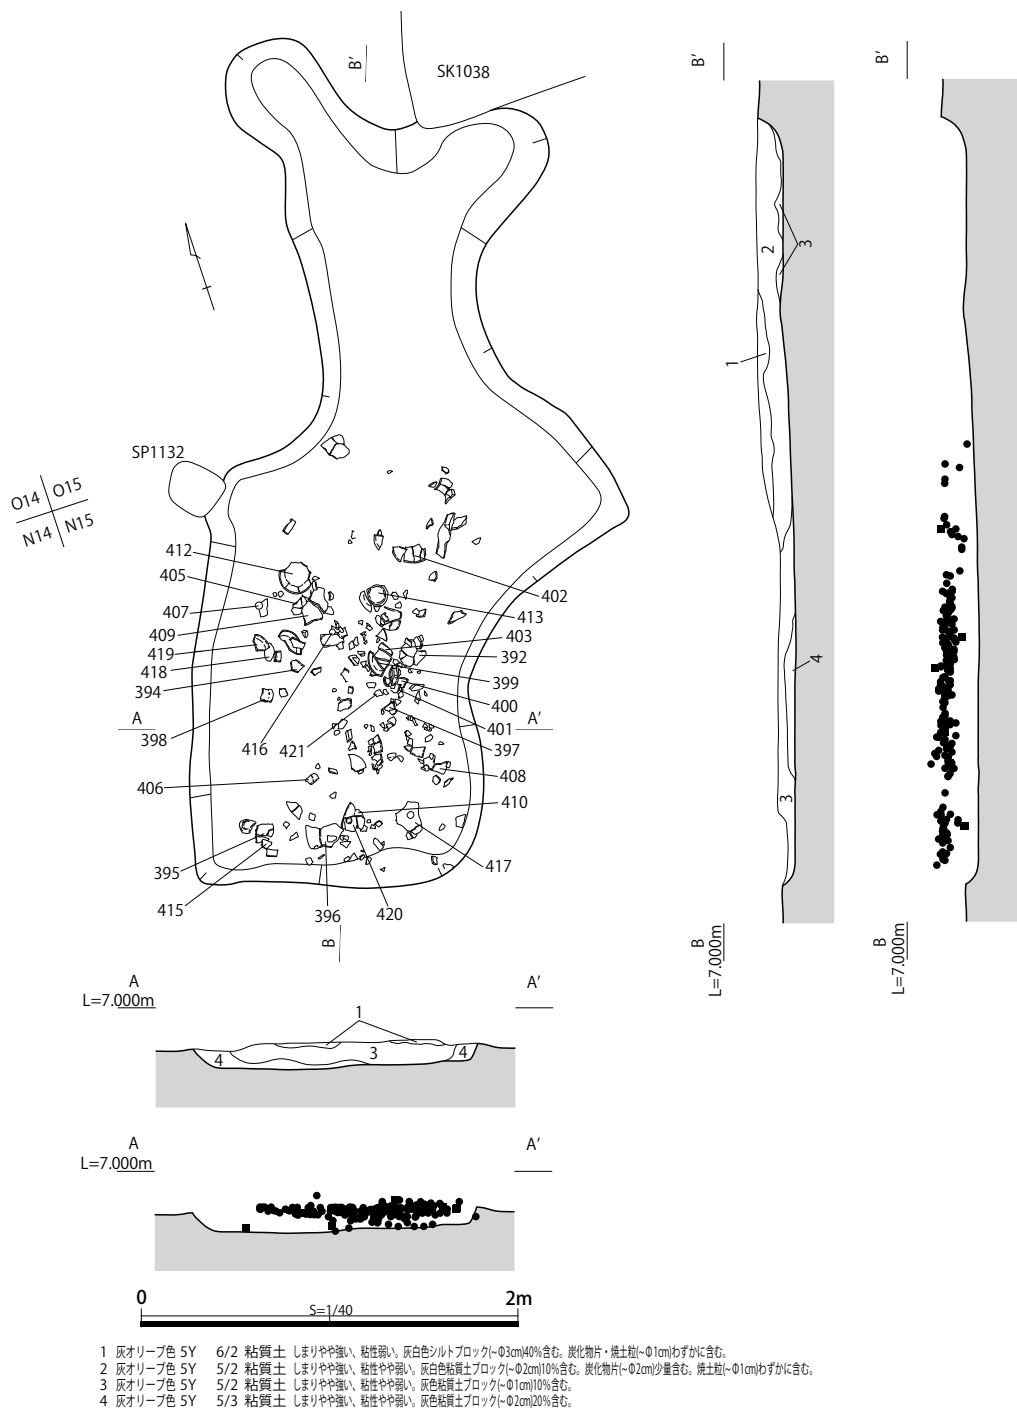 B′
SK1038
B′
B′
2
3
1
SP1132
O14 O15
N14 N15
412
405
407
409
419
418
394
A
398
416
421
406
395
415
396
420
402
413
403
392
399
400
401
A′
397
408
410
417
4
3
B
B
L=7.000m
B
L=7.000m
A
L=7.000m
A′
1
4
3
4
A
L=7.000m
A′
0
2m
S=1/40
1 灰オリーブ色 5Y 6/2 粘質土 しまりやや強い、粘性弱い。灰白色シルトブロック(~Φ3cm)40%含む。炭化物片・焼土粒(~Φ1cm)わずかに含む。
2 灰オリーブ色 5Y 5/2 粘質土 しまりやや強い、粘性やや弱い。灰白色粘質土ブロック(~Φ2cm)10%含む。炭化物片(~Φ2cm)少量含む。焼土粒(~Φ1cm)わずかに含む。
3 灰オリーブ色 5Y 5/2 粘質土 しまりやや強い、粘性やや弱い。灰色粘質土ブロック(~Φ1cm)10%含む。
4 灰オリーブ色 5Y 5/3 粘質土 しまりやや強い、粘性やや弱い。灰色粘質土ブロック(~Φ2cm)20%含む。